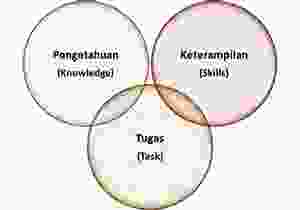 Pengetahuan
(Knowledge)
Keterampilan
(Skills)
Tugas
(Task)